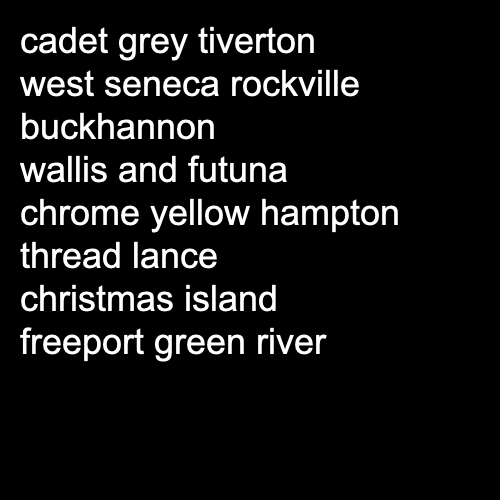 cadet grey tiverton
west seneca rockville
buckhannon
wallis and futuna
chrome yellow hampton
thread lance
christmas island
freeport green river